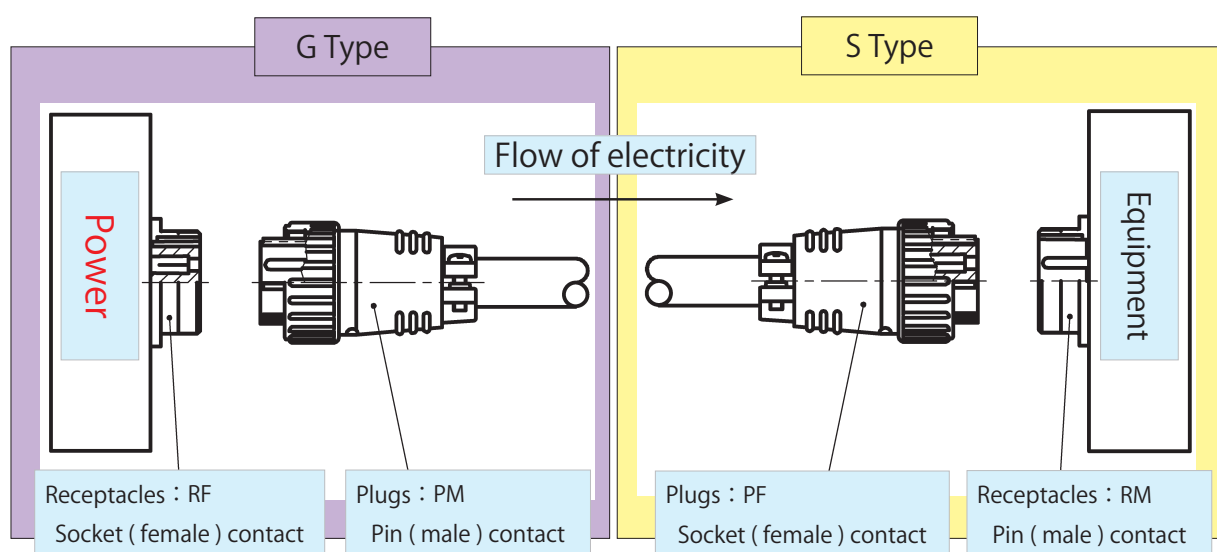 G Type
S Type
Flow of electricity
Power
Equipment
Receptacles：RF
Socket ( female ) contact
Plugs：PM
Pin ( male ) contact
Plugs：PF
Socket ( female ) contact
Receptacles：RM
Pin ( male ) contact